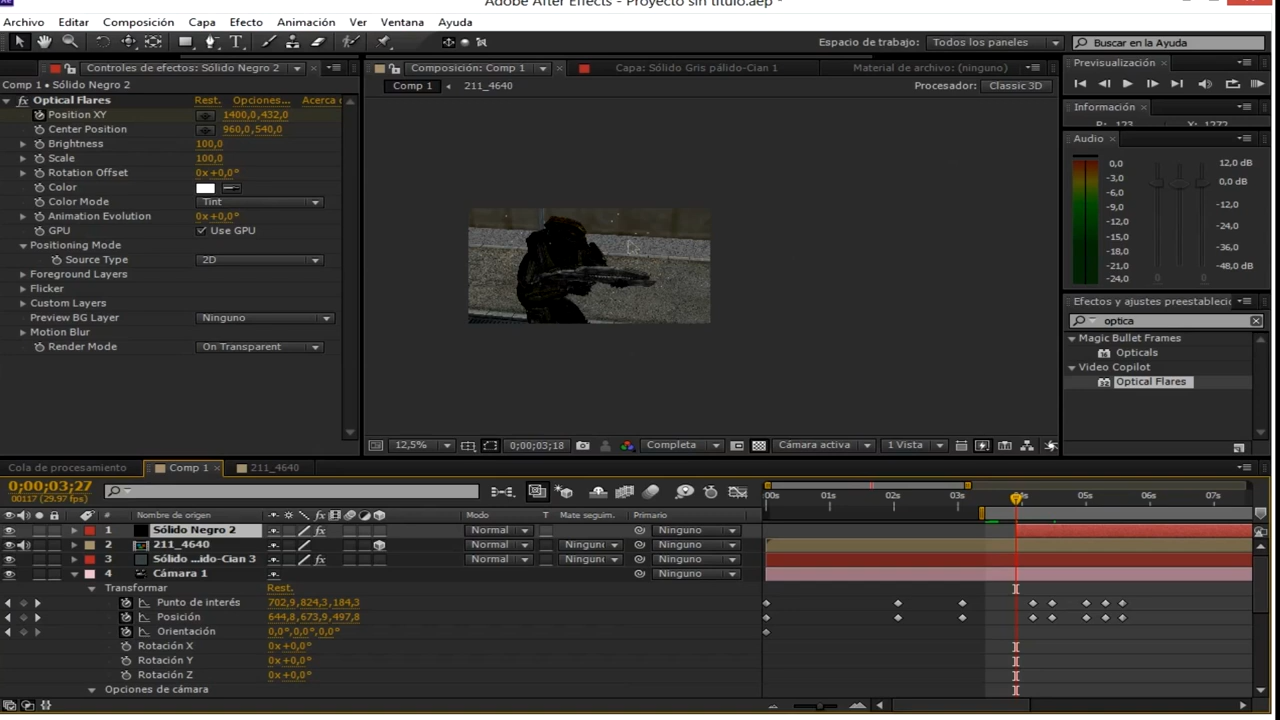 Adobe After Effects - Proyecto sin título.aep *
Archivo Editar Composición Capa Efecto Animación Ver Ventana Ayuda
Espacio de trabajo: Todos los paneles Buscar en la Ayuda
Controles de efectos: Sólido Negro 2 Composición: Comp 1 Capa: Sólido Gris pálido-Cian 1 Material de archivo: (ninguno) Previsualización
Comp 1 • Sólido Negro 2 Comp 1 211_4640 Procesador: Classic 3D
Optical Flares Rest. Opciones... Acerca
Position XY 1400,0,432,0
Center Position 960,0,540,0
Brightness 100,0
Scale 100,0
Rotation Offset 0x+0,0°
Color
Color Mode Tint
Animation Evolution 0x+0,0°
GPU Use GPU
Positioning Mode
Source Type 2D
Foreground Layers
Flicker
Custom Layers
Preview BG Layer Ninguno
Motion Blur
Render Mode On Transparent
Información
R: 123 X: 1272
Audio
0,0 12,0 dB
-3,0 0,0 dB
-6,0
-9,0 -12,0
-12,0
-15,0 -24,0
-18,0 -36,0
-21,0 -48,0 dB
-24,0 0 0
Efectos y ajustes preestableci
optica
Magic Bullet Frames
Opticals
Video Copilot
Optical Flares
12,5% 0;00;03;18 Completa Cámara activa 1 Vista
Cola de procesamiento Comp 1 211_4640
0;00;03;27
00117 (29.97 fps)
:00s 01s 02s 03s 04s 05s 06s 07s
# Nombre de origen Modo T Mate seguim. Primario
1 Sólido Negro 2 Normal Ninguno
2 211_4640 Normal Ninguno Ninguno
3 Sólido ...ido-Cian 3 Normal Ninguno Ninguno
4 Cámara 1 Ninguno
Transformar Rest.
Punto de interés 702,9,824,3,184,3
Posición 644,8,673,9,497,8
Orientación 0,0°,0,0°,0,0°
Rotación X 0x+0,0°
Rotación Y 0x+0,0°
Rotación Z 0x+0,0°
Opciones de cámara